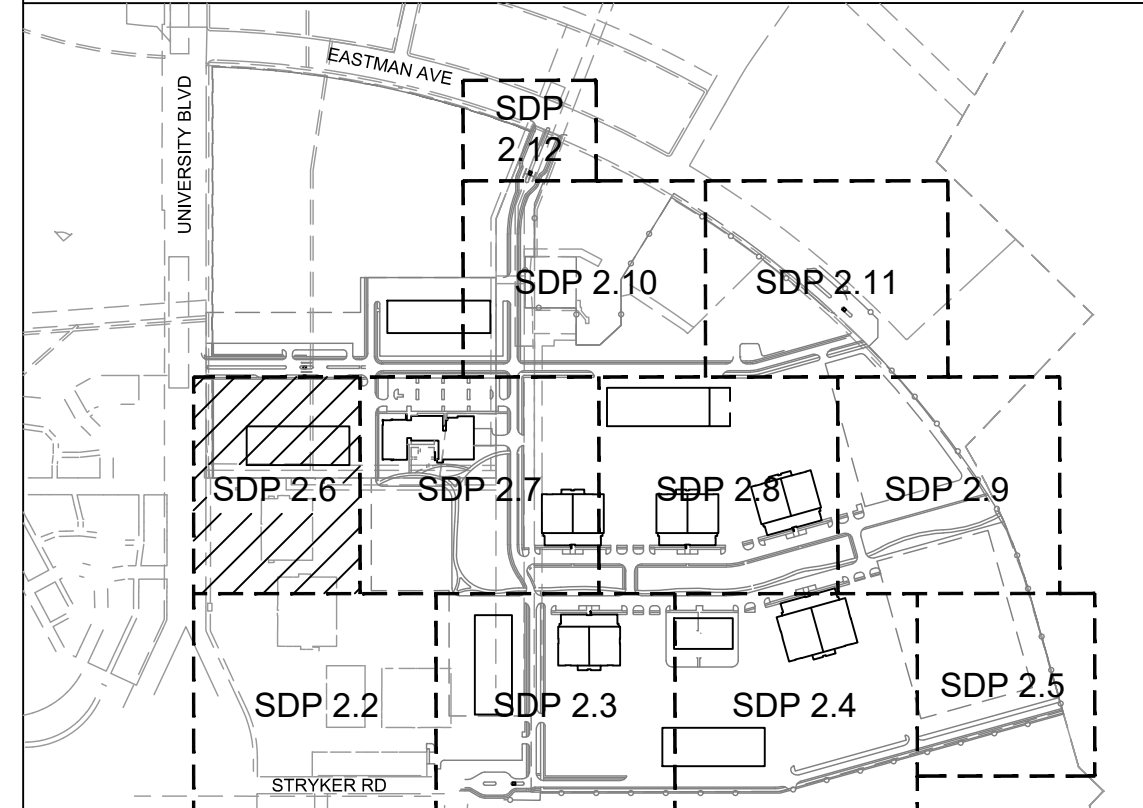 EASTMAN AVE
UNIVERSITY BLVD
SDP
2.12
SDP 2.10
SDP 2.11
SDP 2.6
SDP 2.7
SDP 2.8
SDP 2.9
SDP 2.2
SDP 2.3
SDP 2.4
SDP 2.5
STRYKER RD